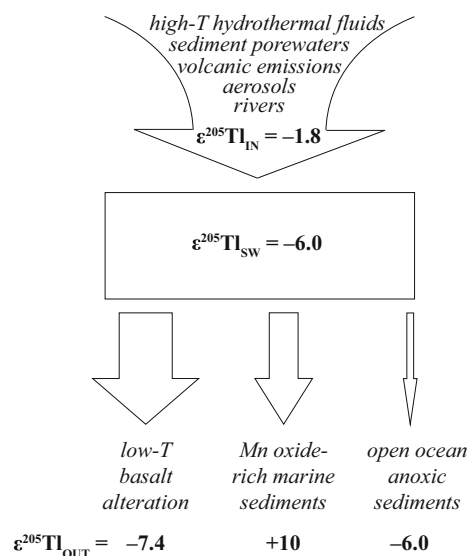 high-T hydrothermal fluids
sediment porewaters
volcanic emissions
aerosols
rivers
ε²⁰⁵Tl_IN = –1.8
ε²⁰⁵Tl_SW = –6.0
low-T basalt alteration
Mn oxide-rich marine sediments
open ocean anoxic sediments
ε²⁰⁵Tl_OUT = –7.4 +10 –6.0